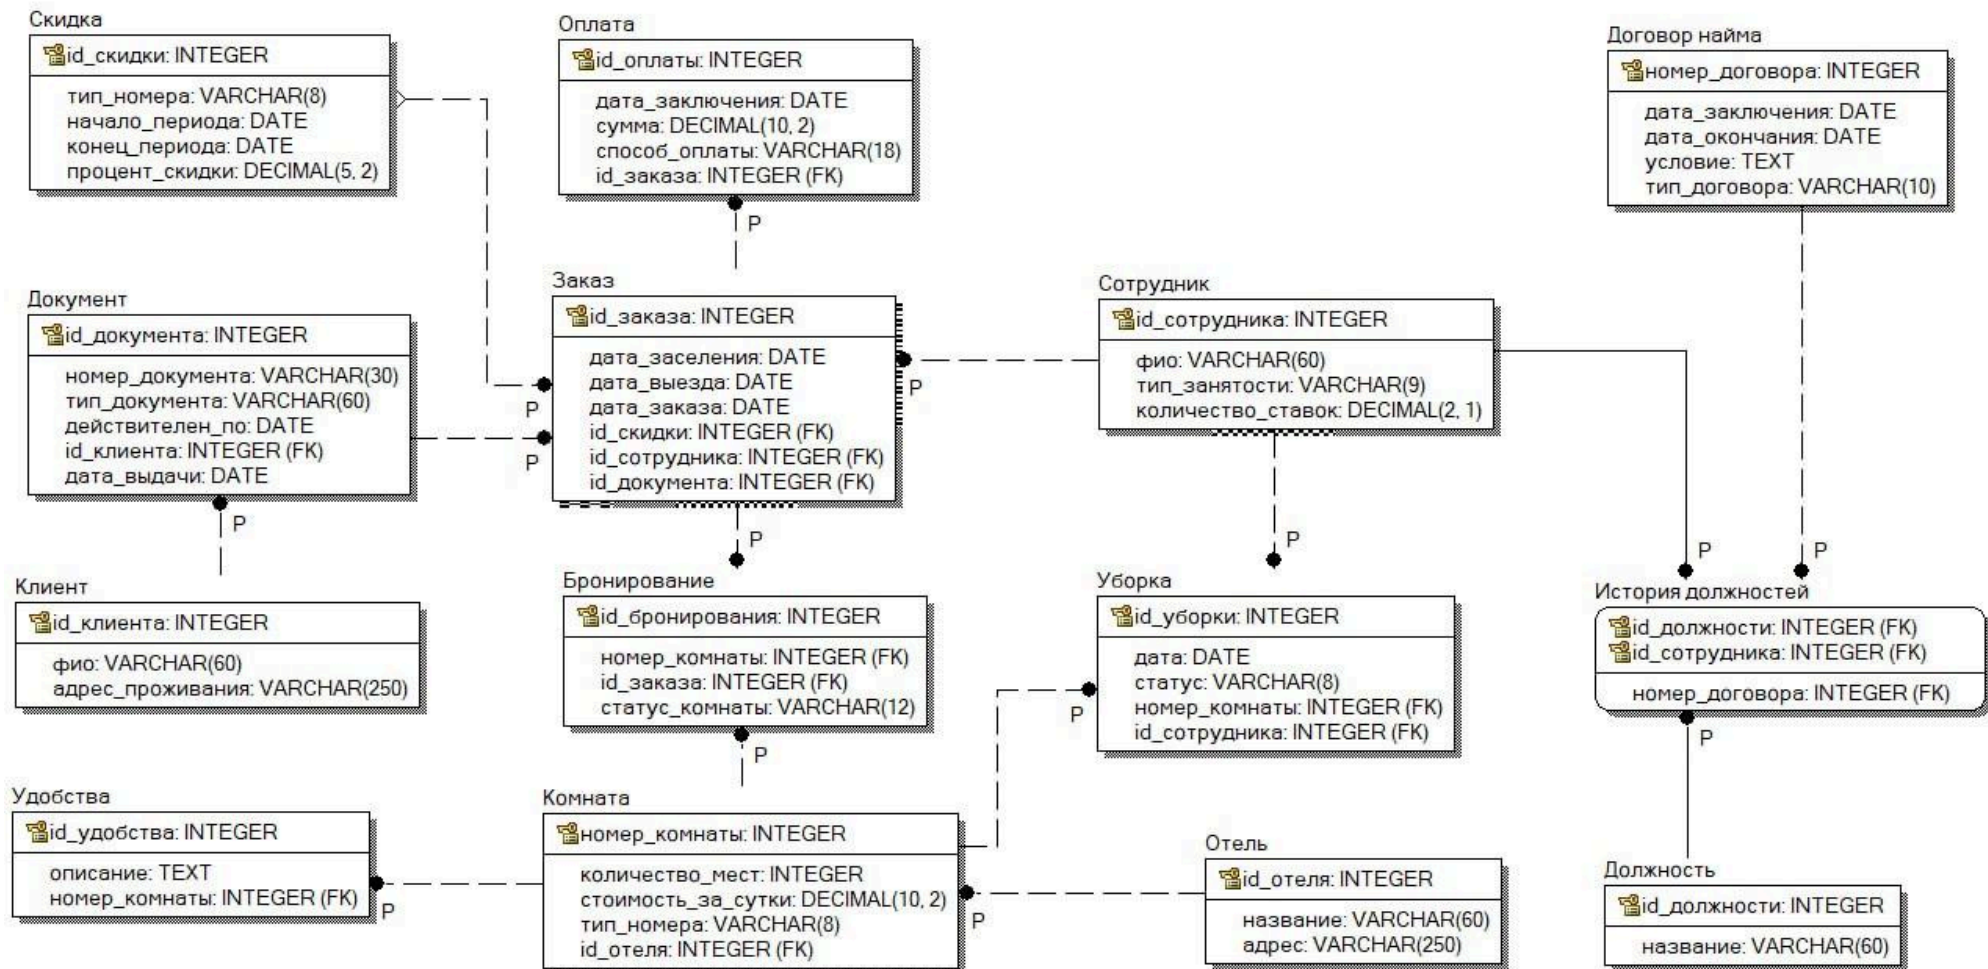 Скидка
id_скидки: INTEGER
тип_номера: VARCHAR(8)
начало_периода: DATE
конец_периода: DATE
процент_скидки: DECIMAL(5, 2)
Оплата
id_оплаты: INTEGER
дата_заключения: DATE
сумма: DECIMAL(10, 2)
способ_оплаты: VARCHAR(18)
id_заказа: INTEGER (FK)
P
Договор найма
номер_договора: INTEGER
дата_заключения: DATE
дата_окончания: DATE
условие: TEXT
тип_договора: VARCHAR(10)
Документ
id_документа: INTEGER
номер_документа: VARCHAR(30)
тип_документа: VARCHAR(60)
действителен_по: DATE
id_клиента: INTEGER (FK)
дата_выдачи: DATE
P
P
P
Заказ
id_заказа: INTEGER
дата_заселения: DATE
дата_выезда: DATE
дата_заказа: DATE
id_скидки: INTEGER (FK)
id_сотрудника: INTEGER (FK)
id_документа: INTEGER (FK)
P
P
Сотрудник
id_сотрудника: INTEGER
фио: VARCHAR(60)
тип_занятости: VARCHAR(9)
количество_ставок: DECIMAL(2, 1)
P
P
P
Клиент
id_клиента: INTEGER
фио: VARCHAR(60)
адрес_проживания: VARCHAR(250)
Бронирование
id_бронирования: INTEGER
номер_комнаты: INTEGER (FK)
id_заказа: INTEGER (FK)
статус_комнаты: VARCHAR(12)
P
Уборка
id_уборки: INTEGER
дата: DATE
статус: VARCHAR(8)
номер_комнаты: INTEGER (FK)
id_сотрудника: INTEGER (FK)
P
История должностей
id_должности: INTEGER (FK)
id_сотрудника: INTEGER (FK)
номер_договора: INTEGER (FK)
P
Удобства
id_удобства: INTEGER
описание: TEXT
номер_комнаты: INTEGER (FK)
P
Комната
номер_комнаты: INTEGER
количество_мест: INTEGER
стоимость_за_сутки: DECIMAL(10, 2)
тип_номера: VARCHAR(8)
id_отеля: INTEGER (FK)
P
Отель
id_отеля: INTEGER
название: VARCHAR(60)
адрес: VARCHAR(250)
Должность
id_должности: INTEGER
название: VARCHAR(60)